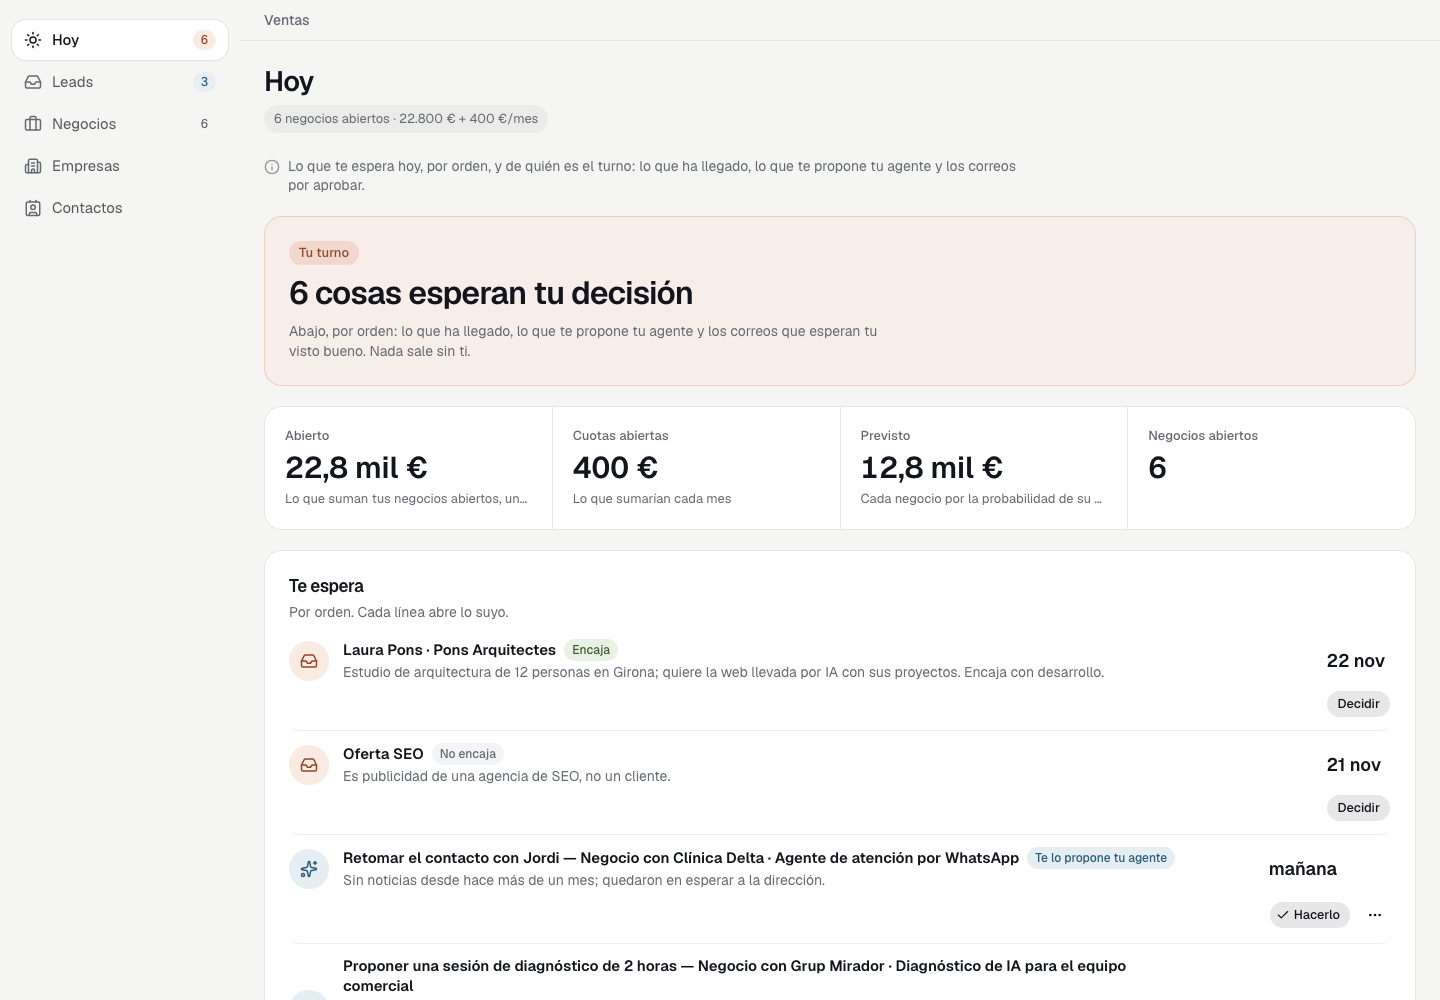 Hoy 6
Leads 3
Negocios 6
Empresas
Contactos
Ventas
Hoy
6 negocios abiertos · 22.800 € + 400 €/mes
Lo que te espera hoy, por orden, y de quién es el turno: lo que ha llegado, lo que te propone tu agente y los correos
por aprobar.
Tu turno
6 cosas esperan tu decisión
Abajo, por orden: lo que ha llegado, lo que te propone tu agente y los correos que esperan tu
visto bueno. Nada sale sin ti.
Abierto
22,8 mil €
Lo que suman tus negocios abiertos, un...
Cuotas abiertas
400 €
Lo que sumarían cada mes
Previsto
12,8 mil €
Cada negocio por la probabilidad de su ...
Negocios abiertos
6
Te espera
Por orden. Cada línea abre lo suyo.
Laura Pons · Pons Arquitectes Encaja
Estudio de arquitectura de 12 personas en Girona; quiere la web llevada por IA con sus proyectos. Encaja con desarrollo.
22 nov
Decidir
Oferta SEO No encaja
Es publicidad de una agencia de SEO, no un cliente.
21 nov
Decidir
Retomar el contacto con Jordi — Negocio con Clínica Delta · Agente de atención por WhatsApp Te lo propone tu agente
Sin noticias desde hace más de un mes; quedaron en esperar a la dirección.
mañana
Hacerlo
Proponer una sesión de diagnóstico de 2 horas — Negocio con Grup Mirador · Diagnóstico de IA para el equipo
comercial